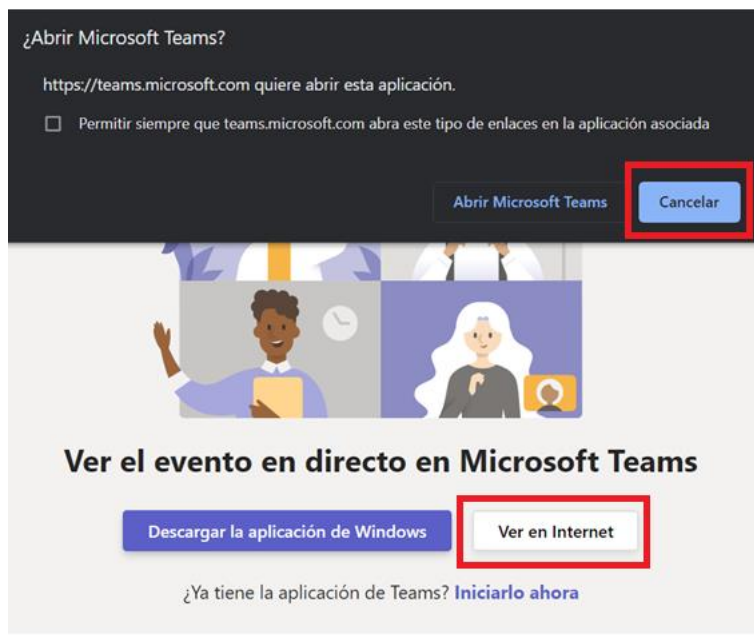 ¿Abrir Microsoft Teams?
https://teams.microsoft.com quiere abrir esta aplicación.
Permitir siempre que teams.microsoft.com abra este tipo de enlaces en la aplicación asociada
Abrir Microsoft Teams Cancelar
Ver el evento en directo en Microsoft Teams
Descargar la aplicación de Windows Ver en Internet
¿Ya tiene la aplicación de Teams? Iniciarlo ahora